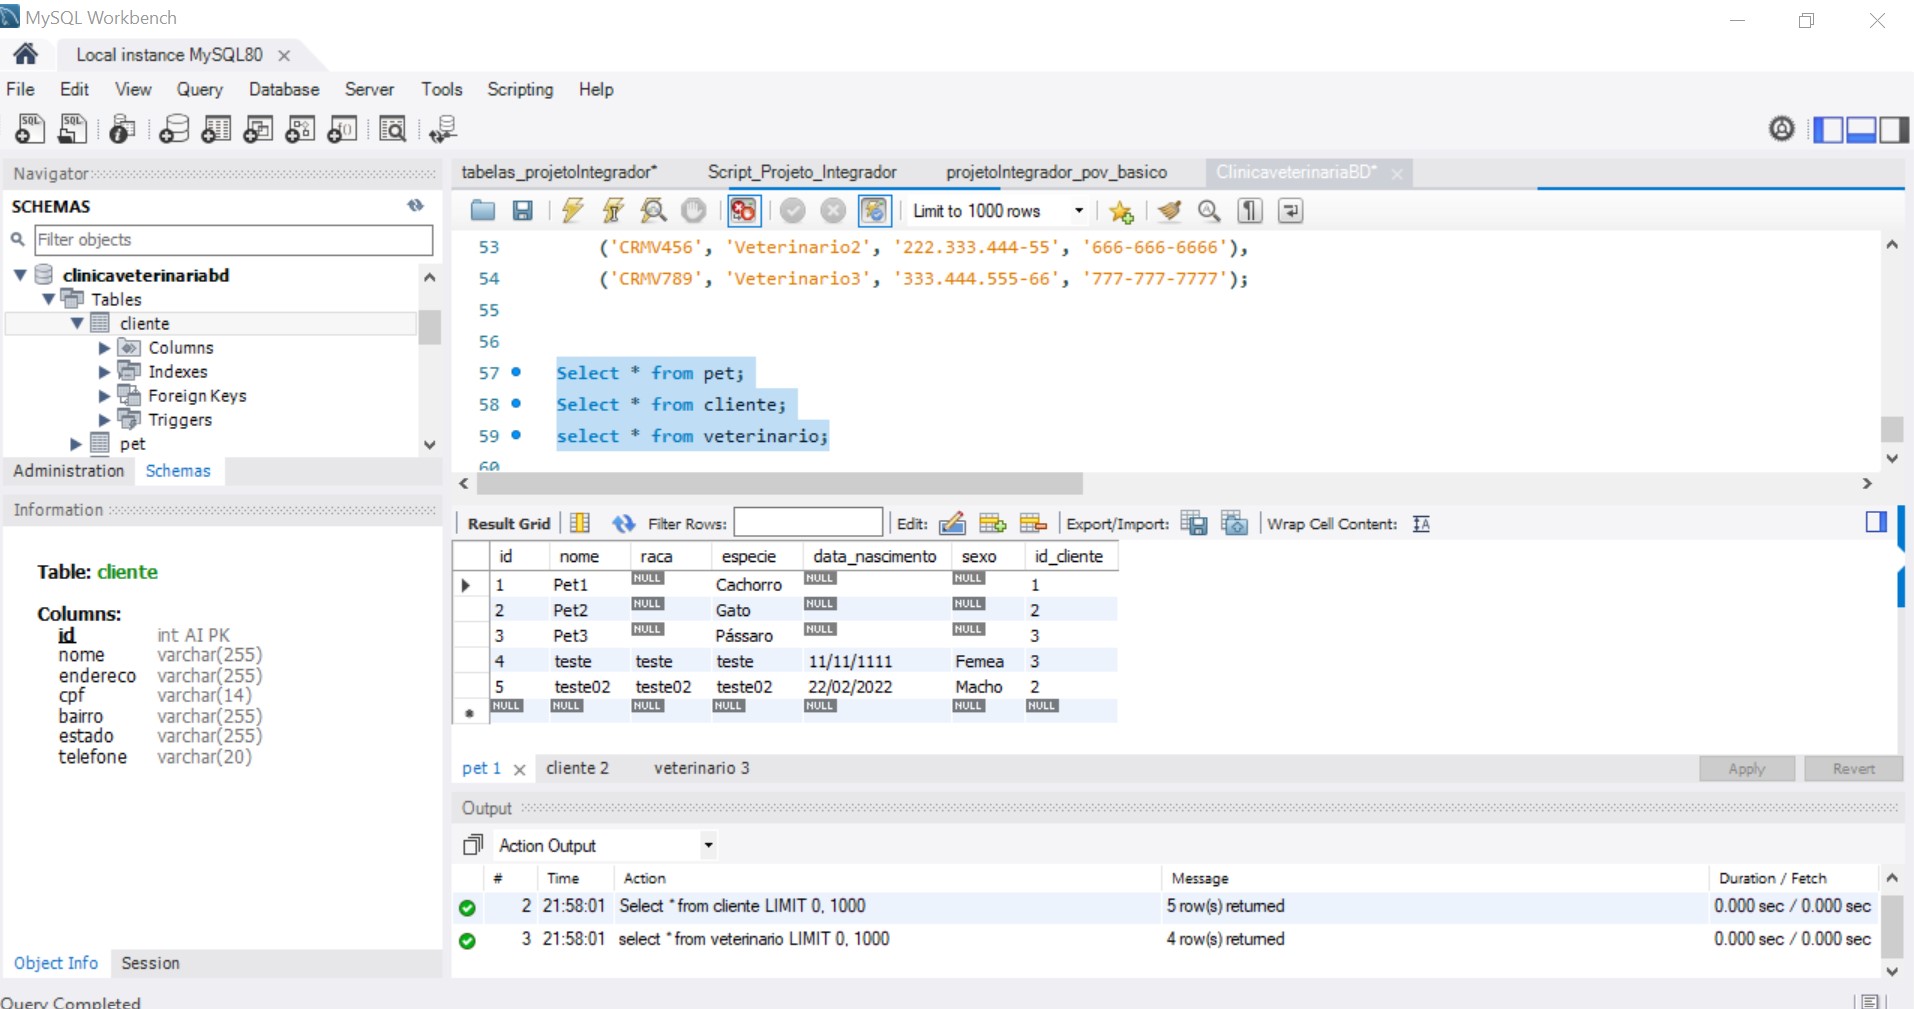 MySQL Workbench
Local instance MySQL80
File Edit View Query Database Server Tools Scripting Help
Navigator
SCHEMAS
Filter objects
clinicaveterinariabd
Tables
cliente
Columns
Indexes
Foreign Keys
Triggers
pet
Administration Schemas
Information
Table: cliente
Columns:
id int AI PK
nome varchar(255)
endereco varchar(255)
cpf varchar(14)
bairro varchar(255)
estado varchar(255)
telefone varchar(20)
Object Info Session
Query Completed
tabelas_projetoIntegrador* Script_Projeto_Integrador projetoIntegrador_pov_basico ClinicaveterinariaBD*
Limit to 1000 rows
53 ('CRMV456', 'Veterinario2', '222.333.444-55', '666-666-6666'),
54 ('CRMV789', 'Veterinario3', '333.444.555-66', '777-777-7777');
55
56
57 Select * from pet;
58 Select * from cliente;
59 select * from veterinario;
60
Result Grid Filter Rows: Edit: Export/Import: Wrap Cell Content:
id nome raca especie data_nascimento sexo id_cliente
1 Pet1 NULL Cachorro NULL NULL 1
2 Pet2 NULL Gato NULL NULL 2
3 Pet3 NULL Pássaro NULL NULL 3
4 teste teste teste 11/11/1111 Femea 3
5 teste02 teste02 teste02 22/02/2022 Macho 2
NULL NULL NULL NULL NULL NULL NULL
pet 1 cliente 2 veterinario 3 Apply Revert
Output
Action Output
# Time Action Message Duration / Fetch
2 21:58:01 Select * from cliente LIMIT 0, 1000 5 row(s) returned 0.000 sec / 0.000 sec
3 21:58:01 select * from veterinario LIMIT 0, 1000 4 row(s) returned 0.000 sec / 0.000 sec